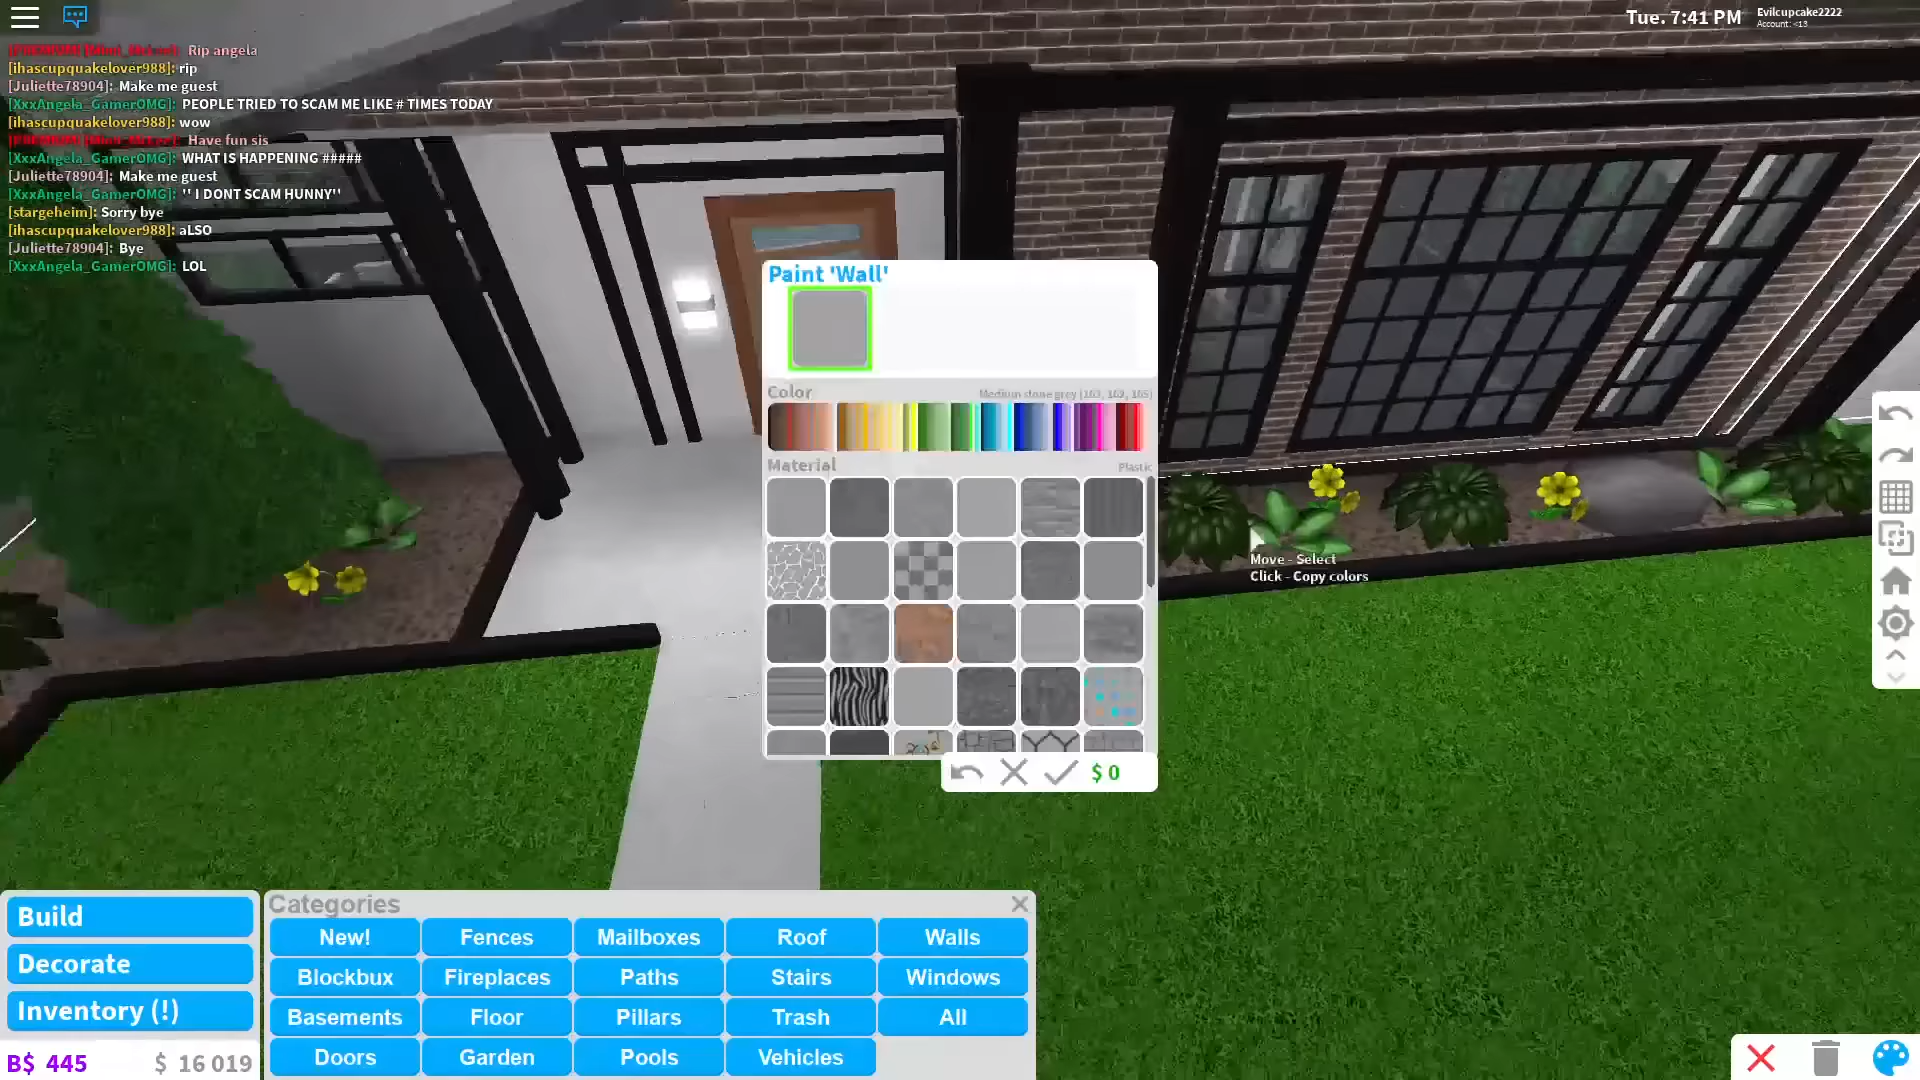 Tue. 7:41 PM
Evilcupcake2222
Account: <13
Rip angela
[ihascupquakelover988]: rip
[Juliette78904]: Make me guest
[XxxAngela_GamerOMG]: PEOPLE TRIED TO SCAM ME LIKE # TIMES TODAY
[ihascupquakelover988]: wow
Have fun sis
[XxxAngela_GamerOMG]: WHAT IS HAPPENING #####
[Juliette78904]: Make me guest
[XxxAngela_GamerOMG]: '' I DONT SCAM HUNNY''
[stargeheim]: Sorry bye
[ihascupquakelover988]: aLSO
[Juliette78904]: Bye
[XxxAngela_GamerOMG]: LOL
Paint 'Wall'
Color
Medium stone grey (163, 162, 165)
Material
Plastic
Move - Select
Click - Copy colors
$ 0
Build
Decorate
Inventory (!)
B$ 445
$ 16 019
Categories
New! Fences Mailboxes Roof Walls
Blockbux Fireplaces Paths Stairs Windows
Basements Floor Pillars Trash All
Doors Garden Pools Vehicles